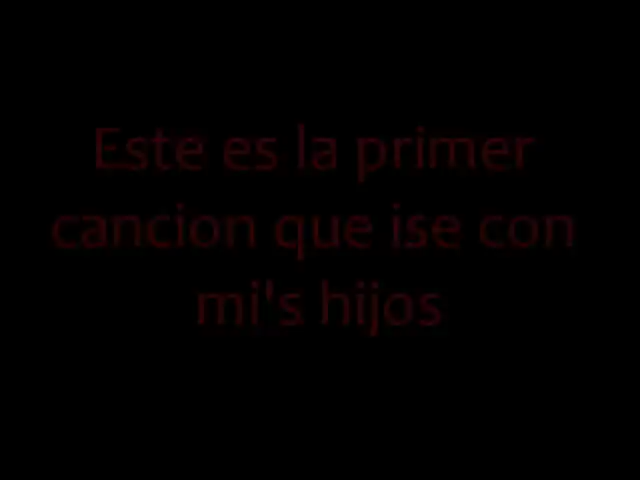 Este es la primer
cancion que ise con
mi's hijos